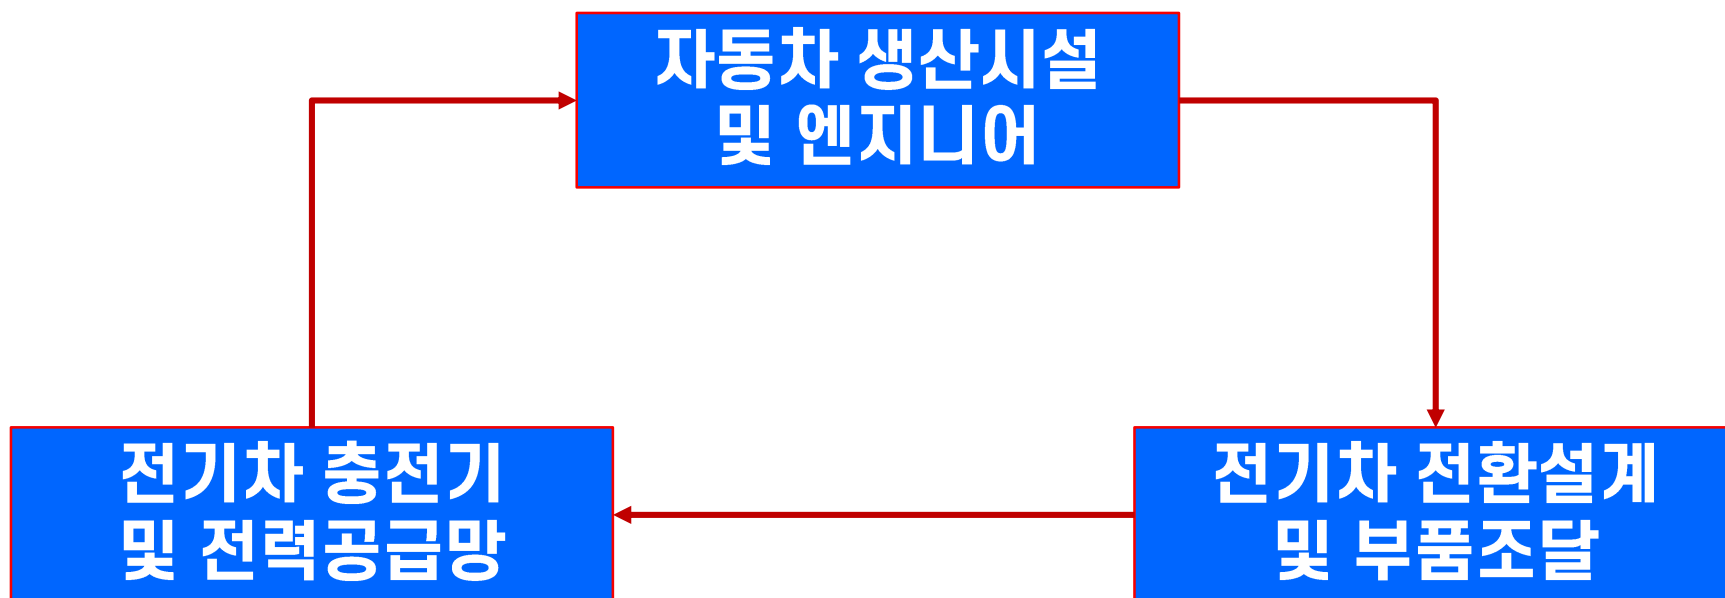 자동차 생산시설
및 엔지니어
전기차 충전기
및 전력공급망
전기차 전환설계
및 부품조달